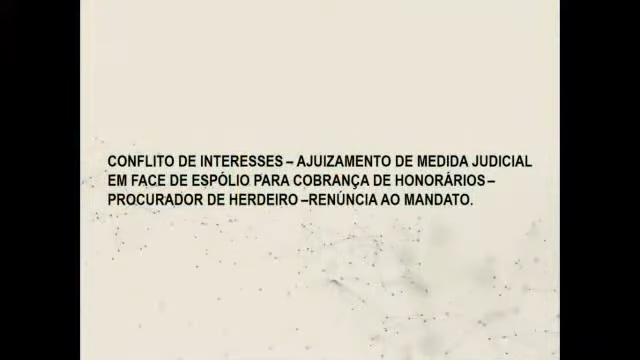 CONFLITO DE INTERESSES – AJUIZAMENTO DE MEDIDA JUDICIAL
EM FACE DE ESPÓLIO PARA COBRANÇA DE HONORÁRIOS –
PROCURADOR DE HERDEIRO –RENÚNCIA AO MANDATO.